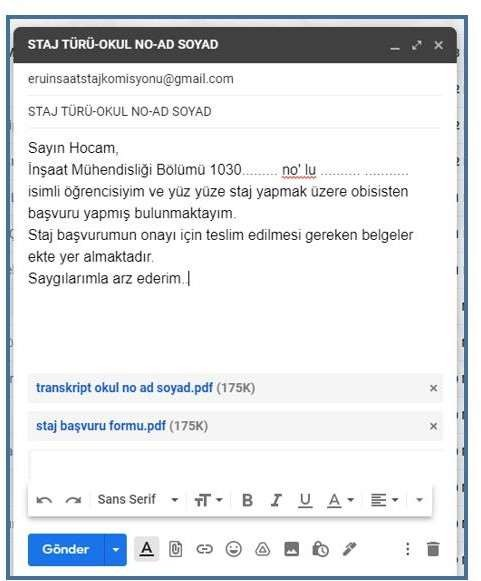 STAJ TÜRÜ-OKUL NO-AD SOYAD
eruinsaatstajkomisyonu@gmail.com
STAJ TÜRÜ-OKUL NO-AD SOYAD
Sayın Hocam,
İnşaat Mühendisliği Bölümü 1030......... no' lu .......... ...........
isimli öğrencisiyim ve yüz yüze staj yapmak üzere obisisten
başvuru yapmış bulunmaktayım.
Staj başvurumun onayı için teslim edilmesi gereken belgeler
ekte yer almaktadır.
Saygılarımla arz ederim..
transkript okul no ad soyad.pdf (175K)
staj başvuru formu.pdf (175K)
Sans Serif
Gönder